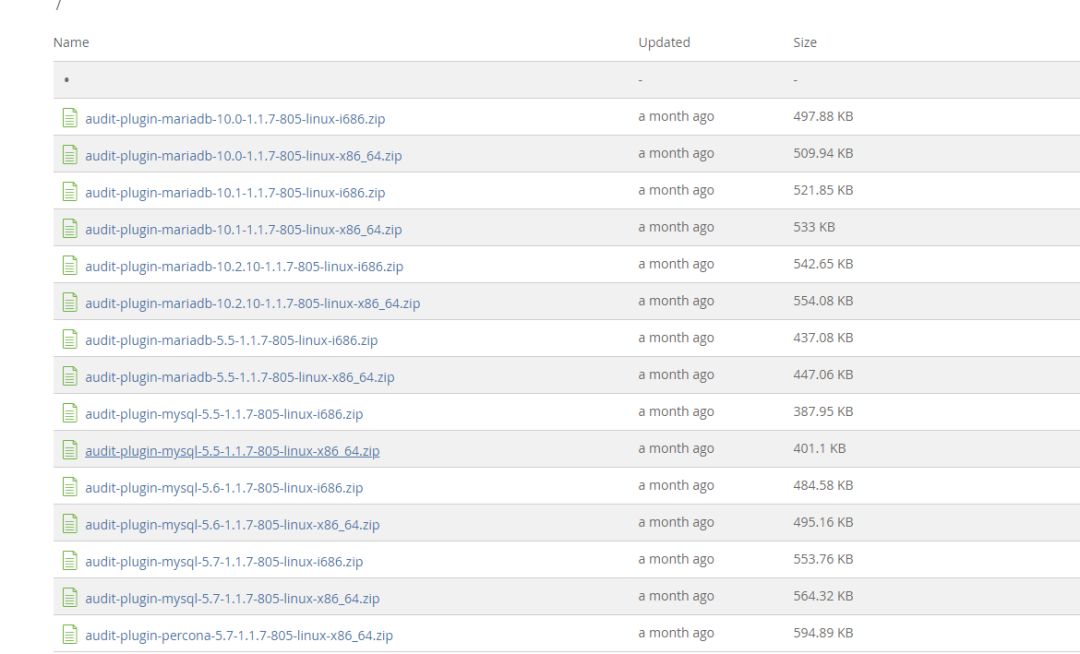 /
Name Updated Size
• - -
audit-plugin-mariadb-10.0-1.1.7-805-linux-i686.zip a month ago 497.88 KB
audit-plugin-mariadb-10.0-1.1.7-805-linux-x86_64.zip a month ago 509.94 KB
audit-plugin-mariadb-10.1-1.1.7-805-linux-i686.zip a month ago 521.85 KB
audit-plugin-mariadb-10.1-1.1.7-805-linux-x86_64.zip a month ago 533 KB
audit-plugin-mariadb-10.2.10-1.1.7-805-linux-i686.zip a month ago 542.65 KB
audit-plugin-mariadb-10.2.10-1.1.7-805-linux-x86_64.zip a month ago 554.08 KB
audit-plugin-mariadb-5.5-1.1.7-805-linux-i686.zip a month ago 437.08 KB
audit-plugin-mariadb-5.5-1.1.7-805-linux-x86_64.zip a month ago 447.06 KB
audit-plugin-mysql-5.5-1.1.7-805-linux-i686.zip a month ago 387.95 KB
audit-plugin-mysql-5.5-1.1.7-805-linux-x86_64.zip a month ago 401.1 KB
audit-plugin-mysql-5.6-1.1.7-805-linux-i686.zip a month ago 484.58 KB
audit-plugin-mysql-5.6-1.1.7-805-linux-x86_64.zip a month ago 495.16 KB
audit-plugin-mysql-5.7-1.1.7-805-linux-i686.zip a month ago 553.76 KB
audit-plugin-mysql-5.7-1.1.7-805-linux-x86_64.zip a month ago 564.32 KB
audit-plugin-percona-5.7-1.1.7-805-linux-x86_64.zip a month ago 594.89 KB